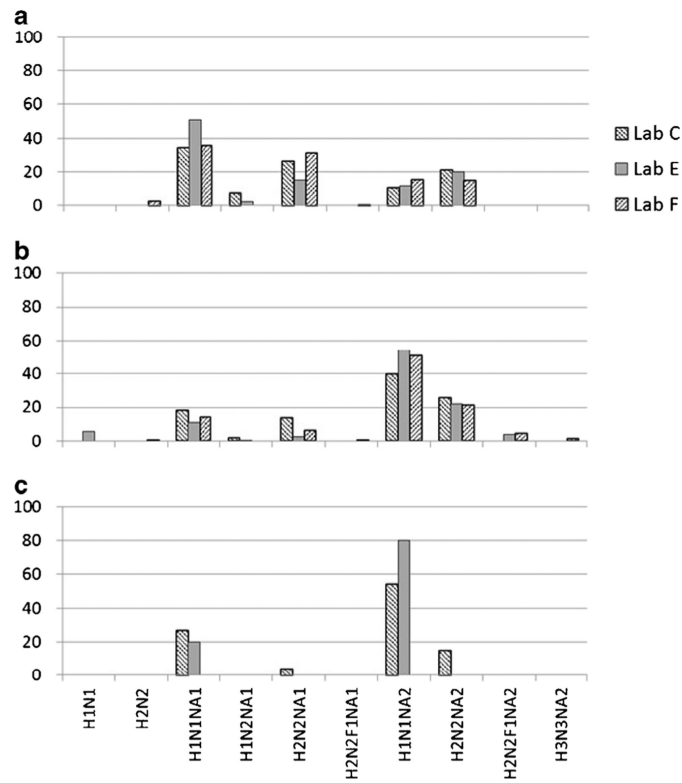 a
100
80
60
40
20
0
Lab C
Lab E
Lab F
b
100
80
60
40
20
0
c
100
80
60
40
20
0
H1N1
H2N2
H1N1NA1
H1N2NA1
H2N2NA1
H2N2F1NA1
H1N1NA2
H2N2NA2
H2N2F1NA2
H3N3NA2